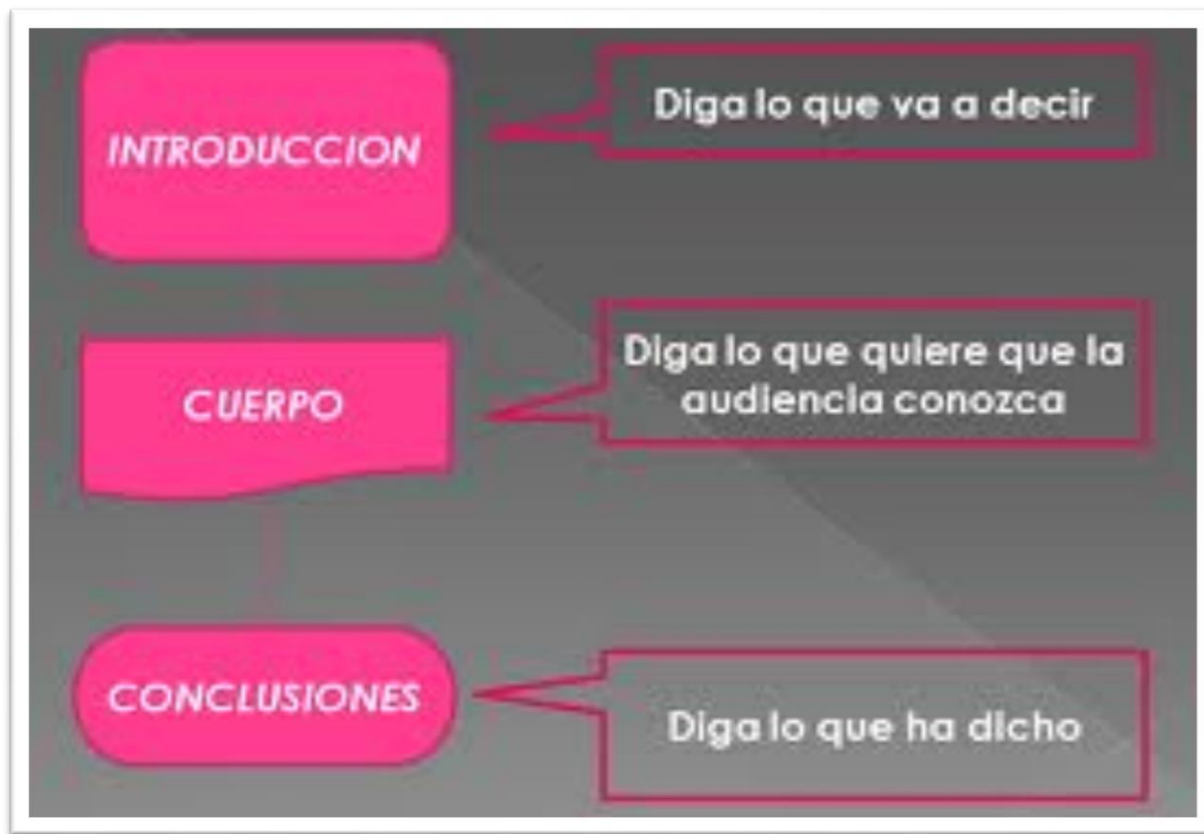 INTRODUCCION
Diga lo que va a decir
CUERPO
Diga lo que quiere que la
audiencia conozca
CONCLUSIONES
Diga lo que ha dicho